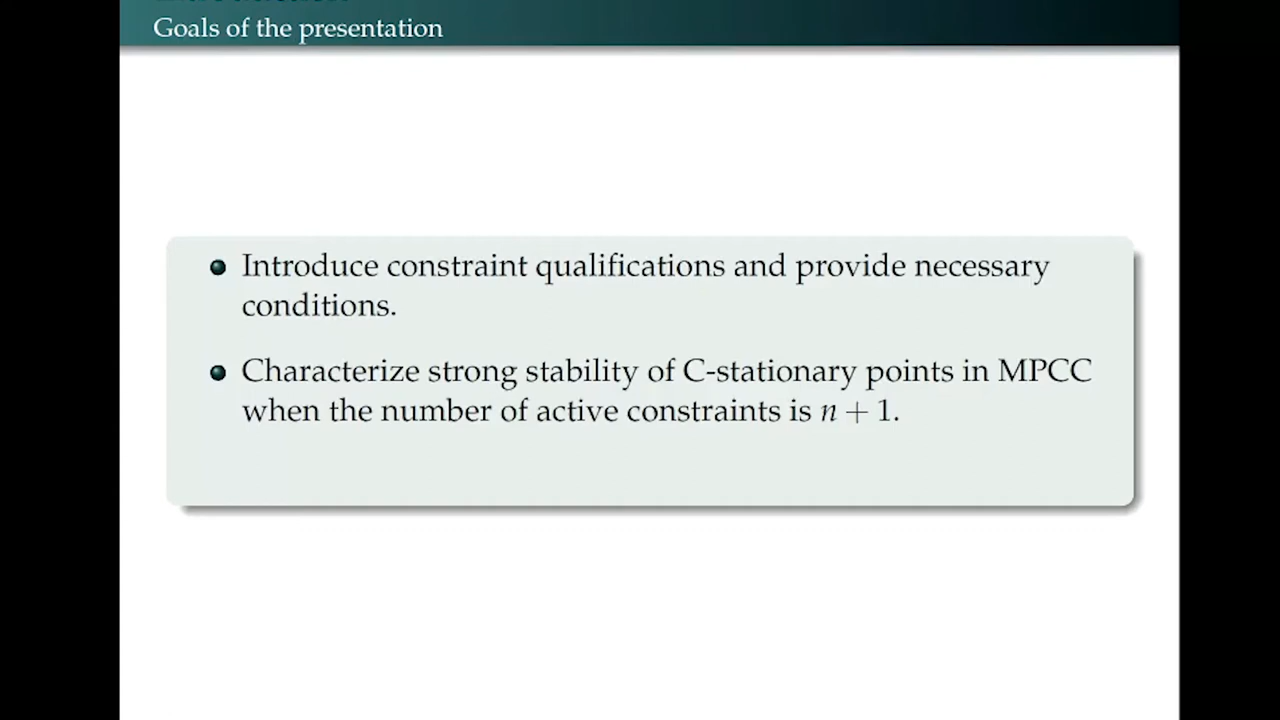 Goals of the presentation
Introduce constraint qualifications and provide necessary
conditions.
Characterize strong stability of C-stationary points in MPCC
when the number of active constraints is n + 1.